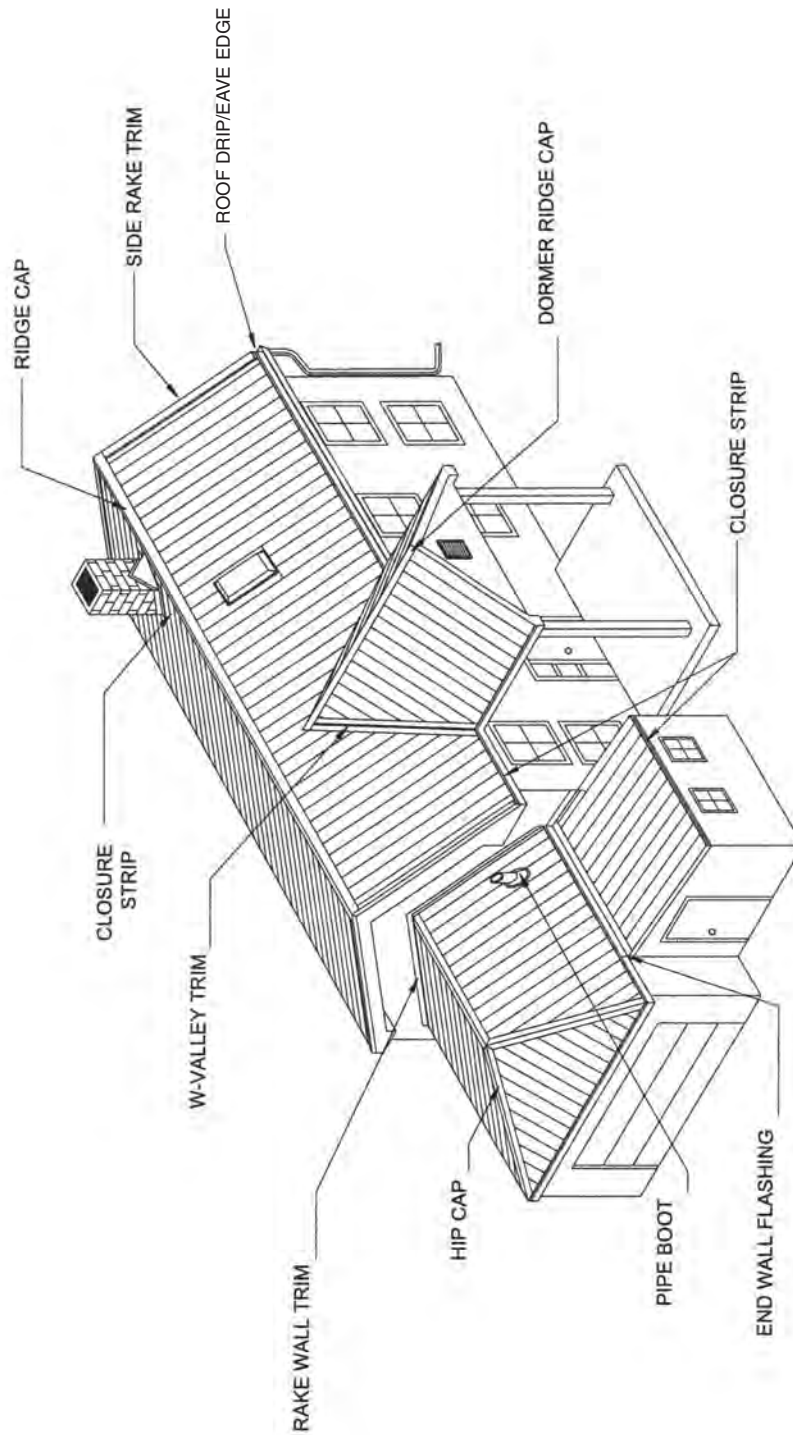 RIDGE CAP
SIDE RAKE TRIM
ROOF DRIP/EAVE EDGE
CLOSURE
STRIP
DORMER RIDGE CAP
W-VALLEY TRIM
CLOSURE STRIP
RAKE WALL TRIM
HIP CAP
PIPE BOOT
END WALL FLASHING